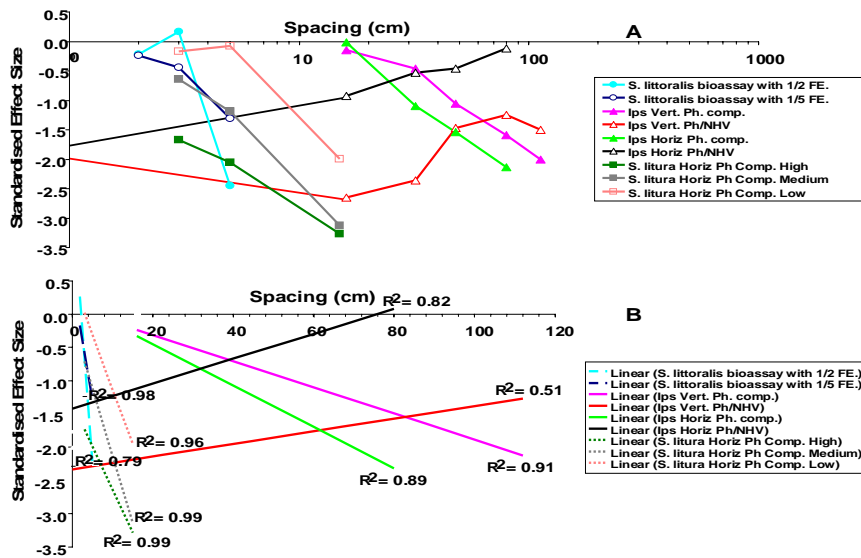 Spacing (cm)
A
0.5
0.0
-0.5
-1.0
-1.5
-2.0
-2.5
-3.0
-3.5
Standardised Effect Size
0
10
100
1000
S. littoralis bioassay with 1/2 FE.
S. littoralis bioassay with 1/5 FE.
Ips Vert. Ph. comp.
Ips Vert. Ph/NHV
Ips Horiz Ph. comp.
Ips Horiz Ph/NHV
S. litura Horiz Ph Comp. High
S. litura Horiz Ph Comp. Medium
S. litura Horiz Ph Comp. Low
Spacing (cm)
B
0.5
0.0
-0.5
-1.0
-1.5
-2.0
-2.5
-3.0
-3.5
Standardised Effect Size
0
20
40
60
80
100
120
R²= 0.82
R²= 0.98
R²= 0.51
R²= 0.96
R²= 0.79
R²= 0.89
R²= 0.91
R²= 0.99
R²= 0.99
Linear (S. littoralis bioassay with 1/2 FE.)
Linear (S. littoralis bioassay with 1/5 FE.)
Linear (Ips Vert. Ph. comp.)
Linear (Ips Vert. Ph/NHV)
Linear (Ips Horiz Ph. comp.)
Linear (Ips Horiz Ph/NHV)
Linear (S. litura Horiz Ph Comp. High)
Linear (S. litura Horiz Ph Comp. Medium)
Linear (S. litura Horiz Ph Comp. Low)